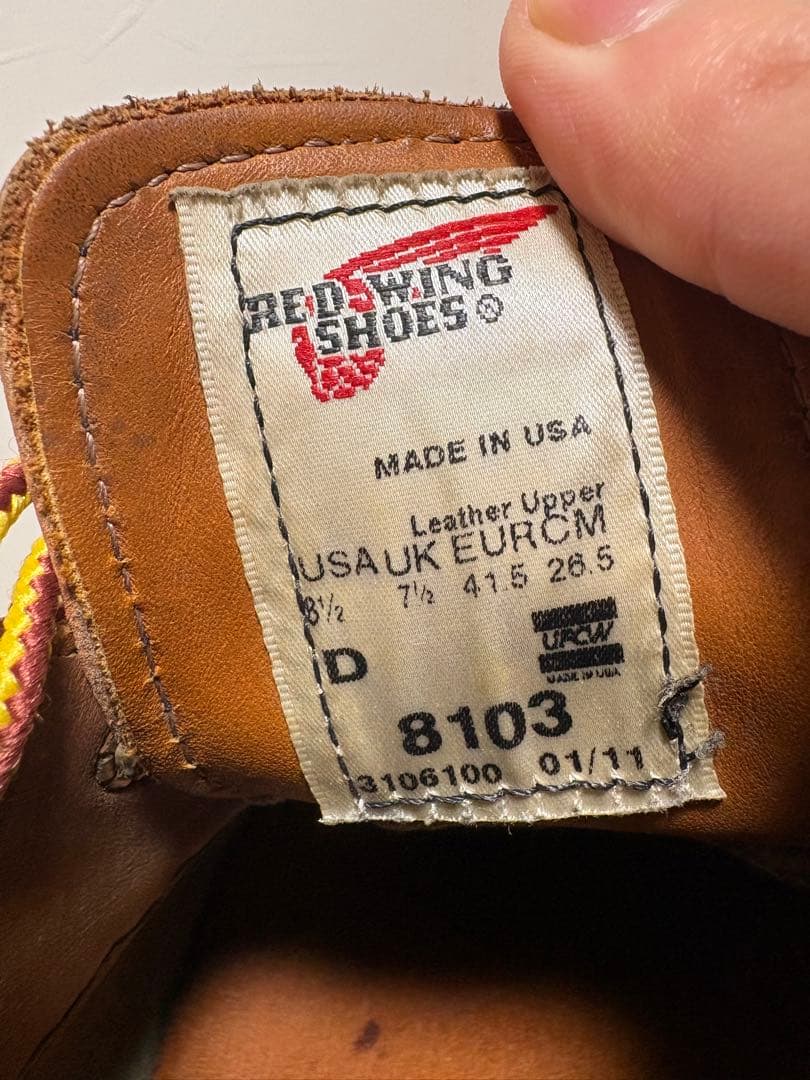 RED WING
SHOES ®
MADE IN USA
Leather Upper
USA UK EUR CM
8½ 7½ 41.5 26.5
D
UFCW
MADE IN USA
8103
3106100 01/11